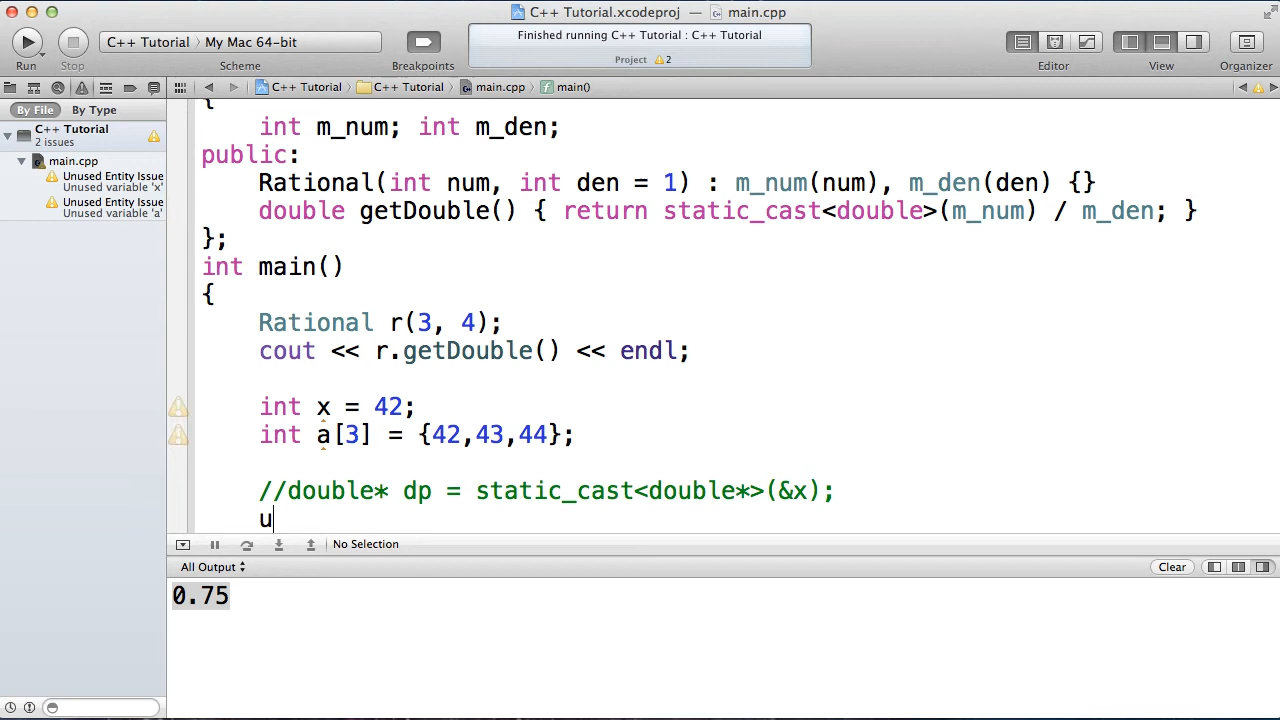 C++ Tutorial.xcodeproj — main.cpp
Run Stop C++ Tutorial › My Mac 64-bit Scheme Breakpoints
Finished running C++ Tutorial : C++ Tutorial
Project 2
Editor View Organizer
C++ Tutorial › C++ Tutorial › main.cpp › main()
By File By Type
C++ Tutorial
2 issues
main.cpp
Unused Entity Issue
Unused variable 'x'
Unused Entity Issue
Unused variable 'a'
{
int m_num; int m_den;
public:
Rational(int num, int den = 1) : m_num(num), m_den(den) {}
double getDouble() { return static_cast<double>(m_num) / m_den; }
};
int main()
{
Rational r(3, 4);
cout << r.getDouble() << endl;
int x = 42;
int a[3] = {42,43,44};
//double* dp = static_cast<double*>(&x);
u
No Selection
All Output
Clear
0.75